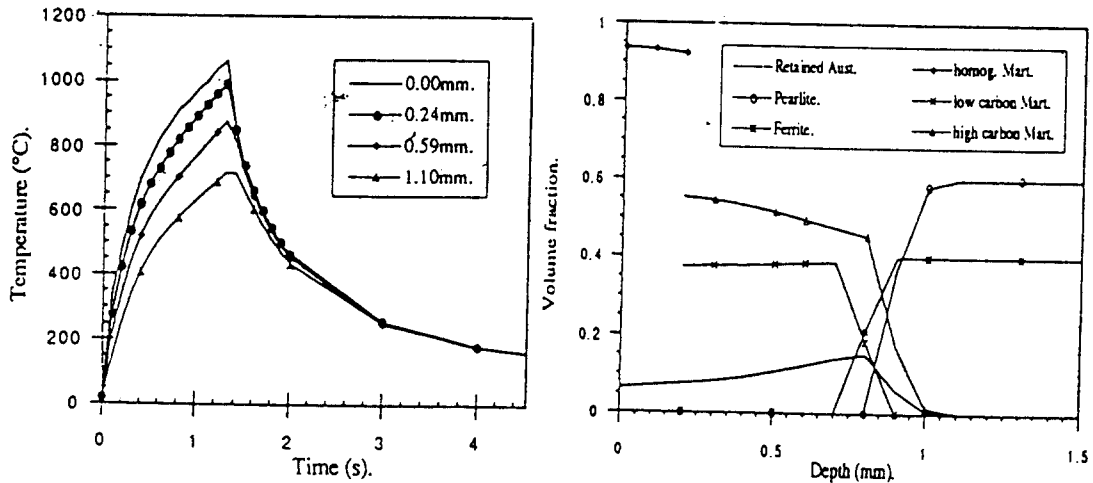 1200
1000
800
600
400
200
0
0
1
2
3
4
Temperature (°C).
Time (s).
0.00mm.
0.24mm.
0.59mm.
1.10mm.
1
0.8
0.6
0.4
0.2
0
0
0.5
1
1.5
Volume fraction.
Depth (mm).
Retained Aust.
Pearlite.
Ferrite.
homog. Mart.
low carbon Mart.
high carbon Mart.